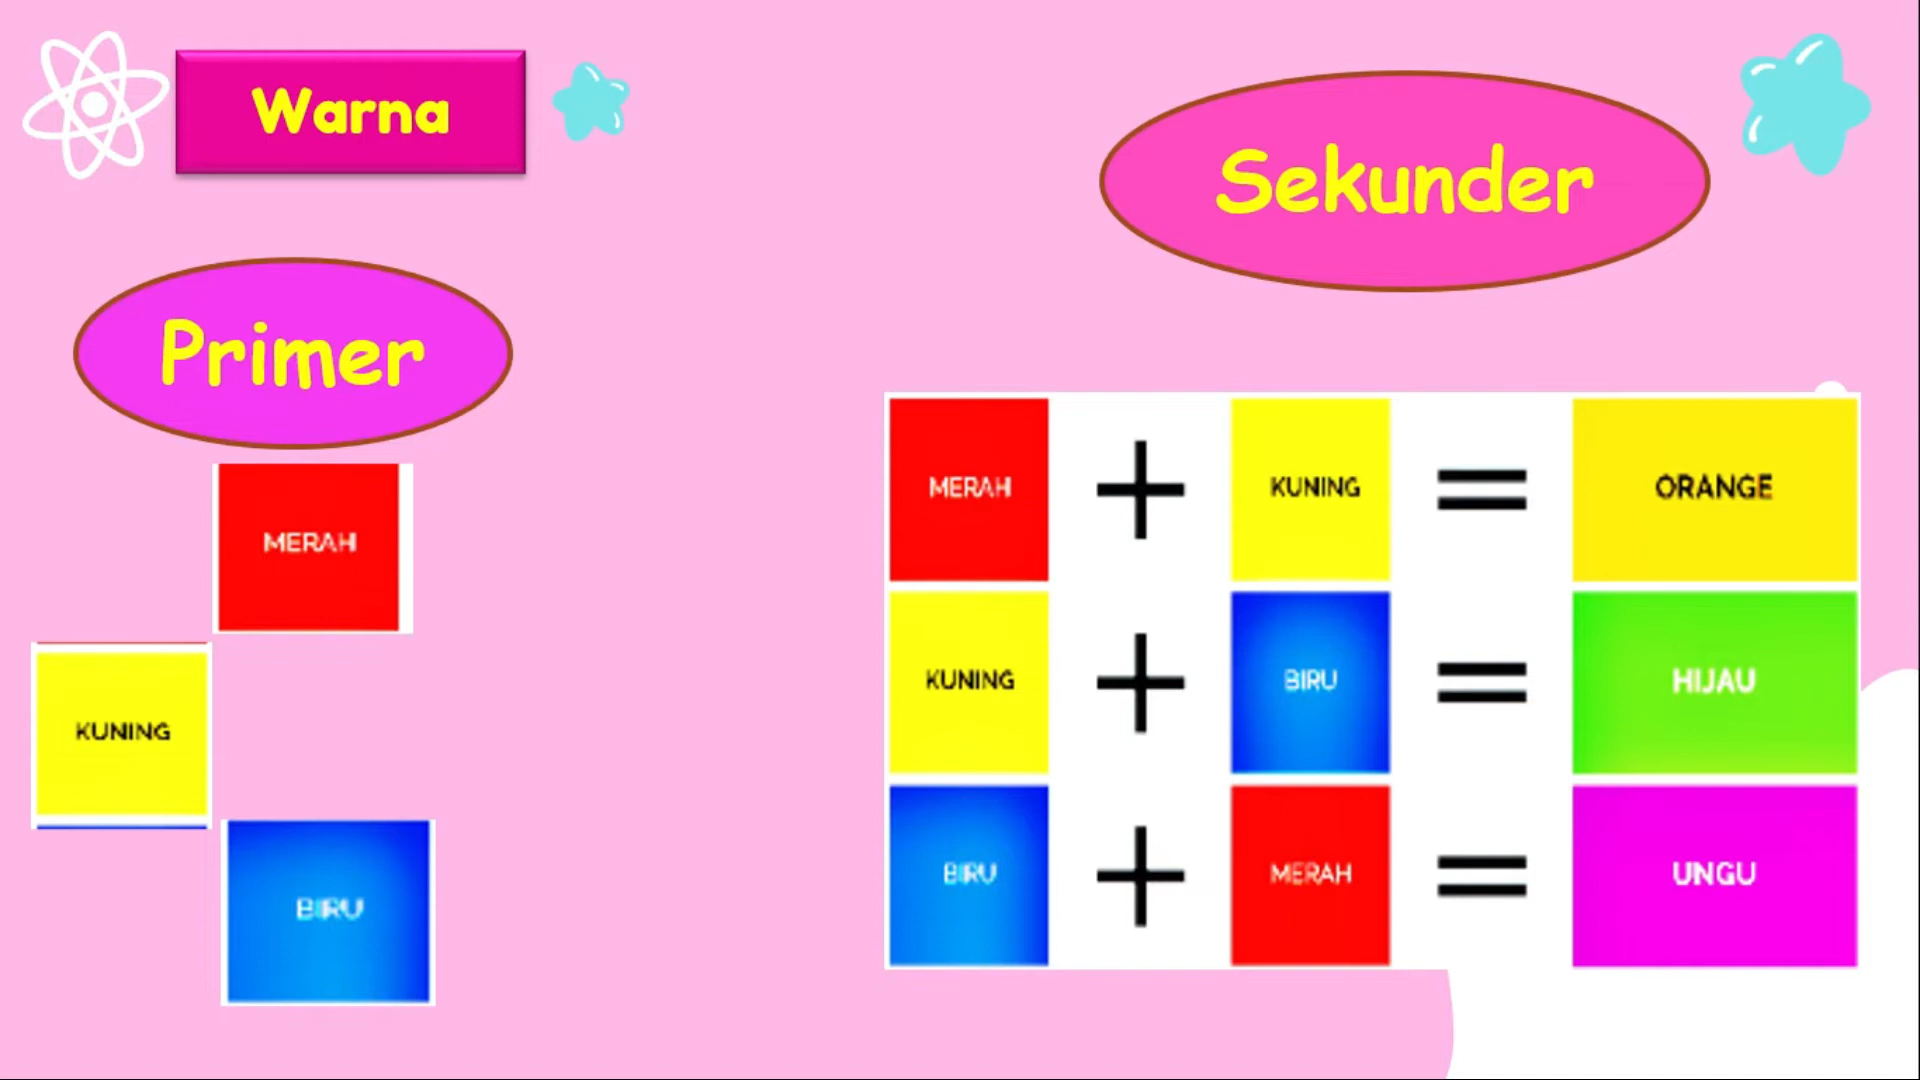 Warna
Primer
MERAH
KUNING
BIRU
Sekunder
MERAH + KUNING = ORANGE
KUNING + BIRU = HIJAU
BIRU + MERAH = UNGU